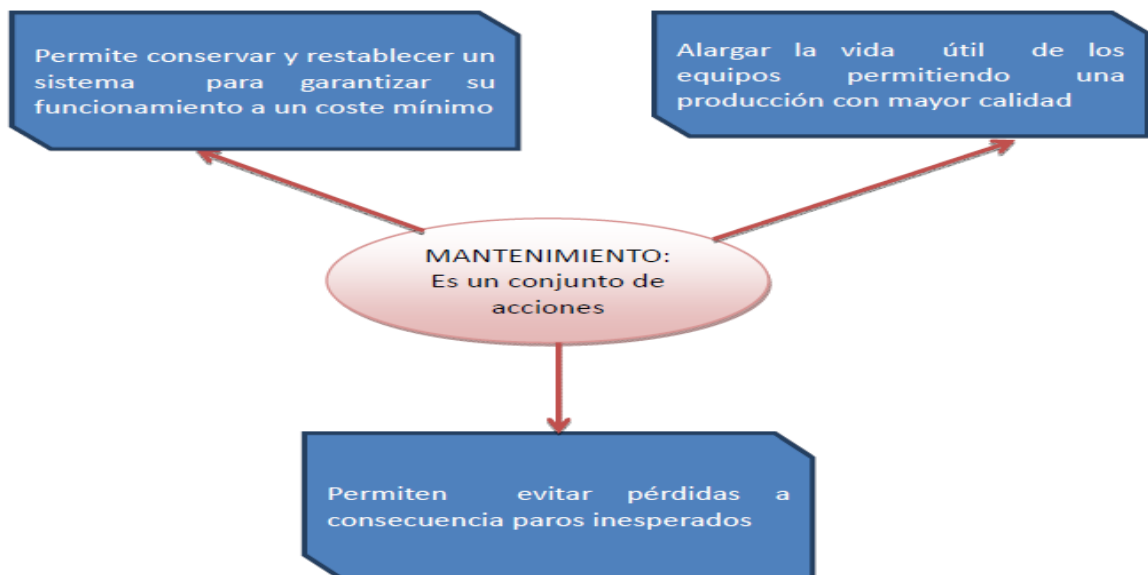 Permite conservar y restablecer un
sistema para garantizar su
funcionamiento a un coste mínimo
Alargar la vida útil de los
equipos permitiendo una
producción con mayor calidad
MANTENIMIENTO:
Es un conjunto de
acciones
Permiten evitar pérdidas a
consecuencia paros inesperados